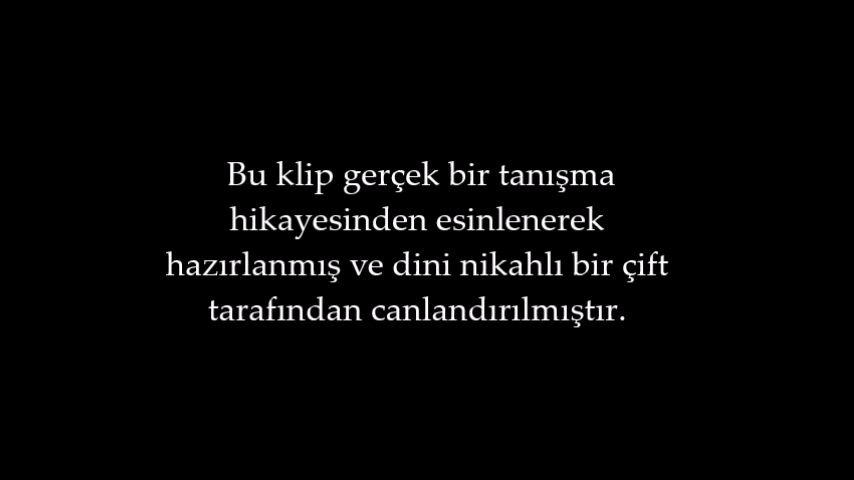 Bu klip gerçek bir tanışma
hikayesinden esinlenerek
hazırlanmış ve dini nikahlı bir çift
tarafından canlandırılmıştır.